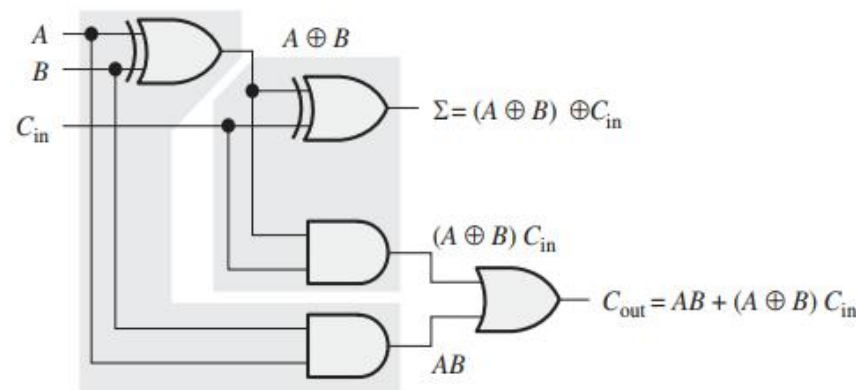 A
A ⊕ B
B
Σ = (A ⊕ B) ⊕C_in
C_in
(A ⊕ B) C_in
C_out = AB + (A ⊕ B) C_in
AB